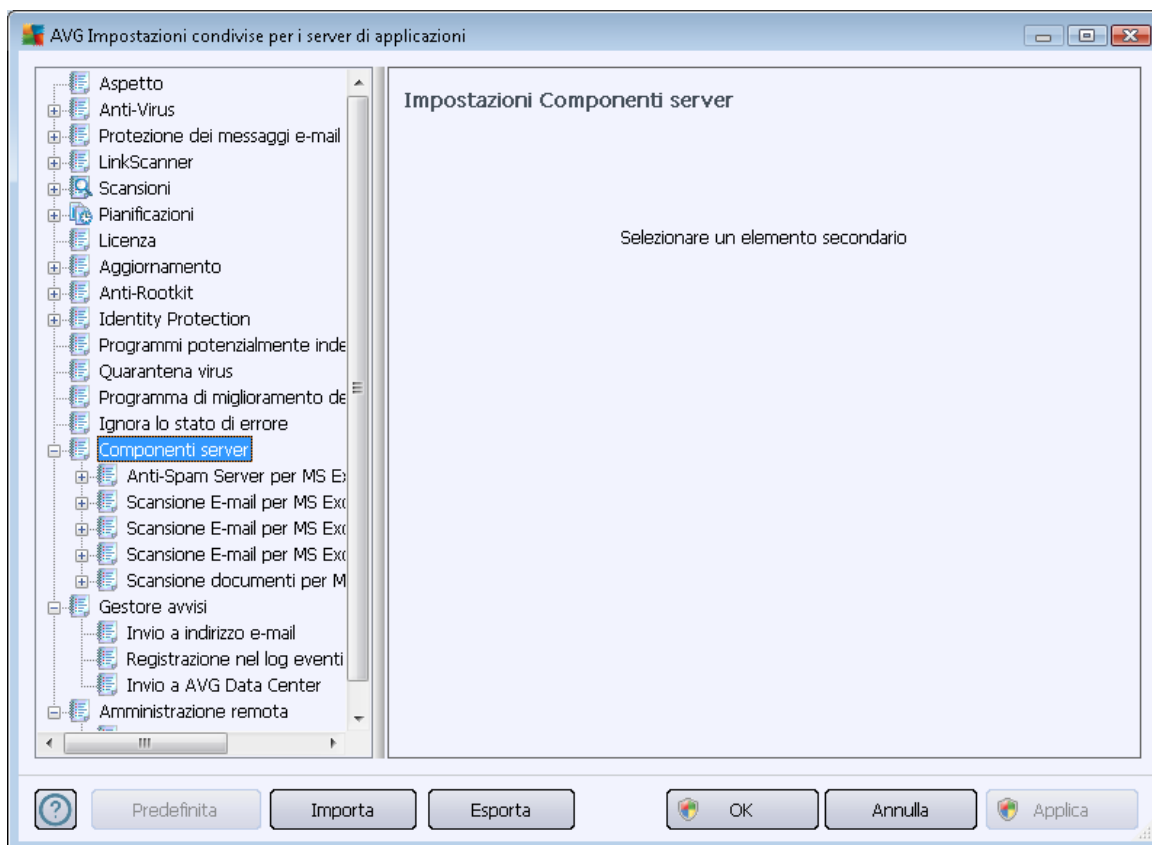 AVG Impostazioni condivise per i server di applicazioni
Aspetto
Anti-Virus
Protezione dei messaggi e-mail
LinkScanner
Scansioni
Pianificazioni
Licenza
Aggiornamento
Anti-Rootkit
Identity Protection
Programmi potenzialmente inde
Quarantena virus
Programma di miglioramento de
Ignora lo stato di errore
Componenti server
Anti-Spam Server per MS E
Scansione E-mail per MS Exc
Scansione E-mail per MS Exc
Scansione E-mail per MS Exc
Scansione documenti per M
Gestore avvisi
Invio a indirizzo e-mail
Registrazione nel log eventi
Invio a AVG Data Center
Amministrazione remota
Impostazioni Componenti server
Selezionare un elemento secondario
Predefinita
Importa
Esporta
OK
Annulla
Applica